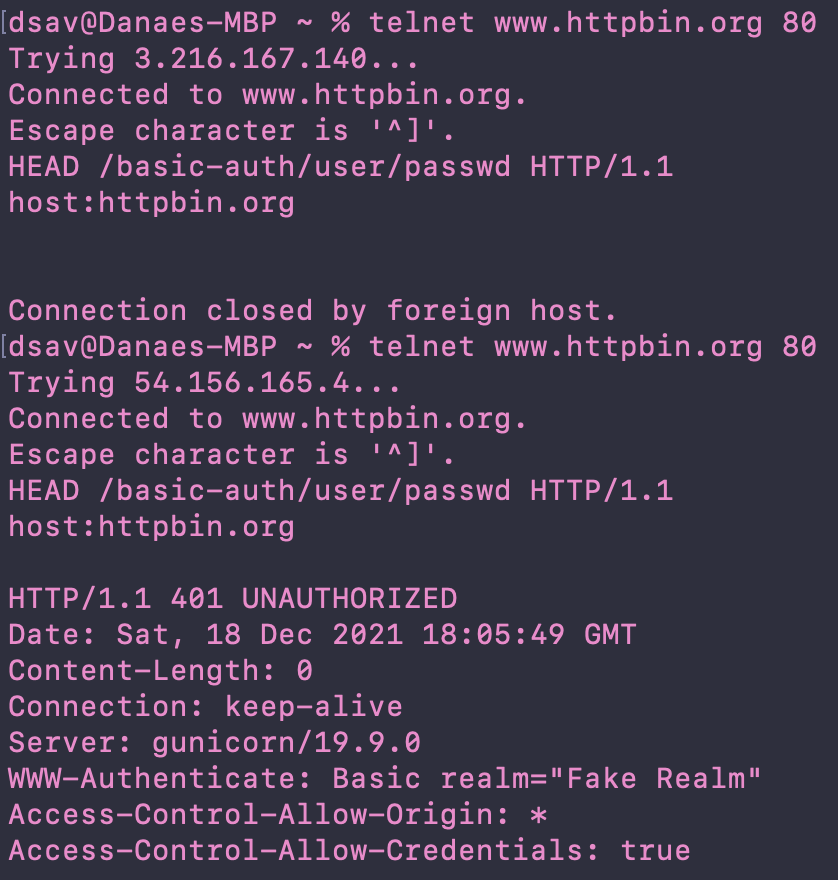 [dsav@Danaes-MBP ~ % telnet www.httpbin.org 80
Trying 3.216.167.140...
Connected to www.httpbin.org.
Escape character is '^]'.
HEAD /basic-auth/user/passwd HTTP/1.1
host:httpbin.org
Connection closed by foreign host.
[dsav@Danaes-MBP ~ % telnet www.httpbin.org 80
Trying 54.156.165.4...
Connected to www.httpbin.org.
Escape character is '^]'.
HEAD /basic-auth/user/passwd HTTP/1.1
host:httpbin.org
HTTP/1.1 401 UNAUTHORIZED
Date: Sat, 18 Dec 2021 18:05:49 GMT
Content-Length: 0
Connection: keep-alive
Server: gunicorn/19.9.0
WWW-Authenticate: Basic realm="Fake Realm"
Access-Control-Allow-Origin: *
Access-Control-Allow-Credentials: true